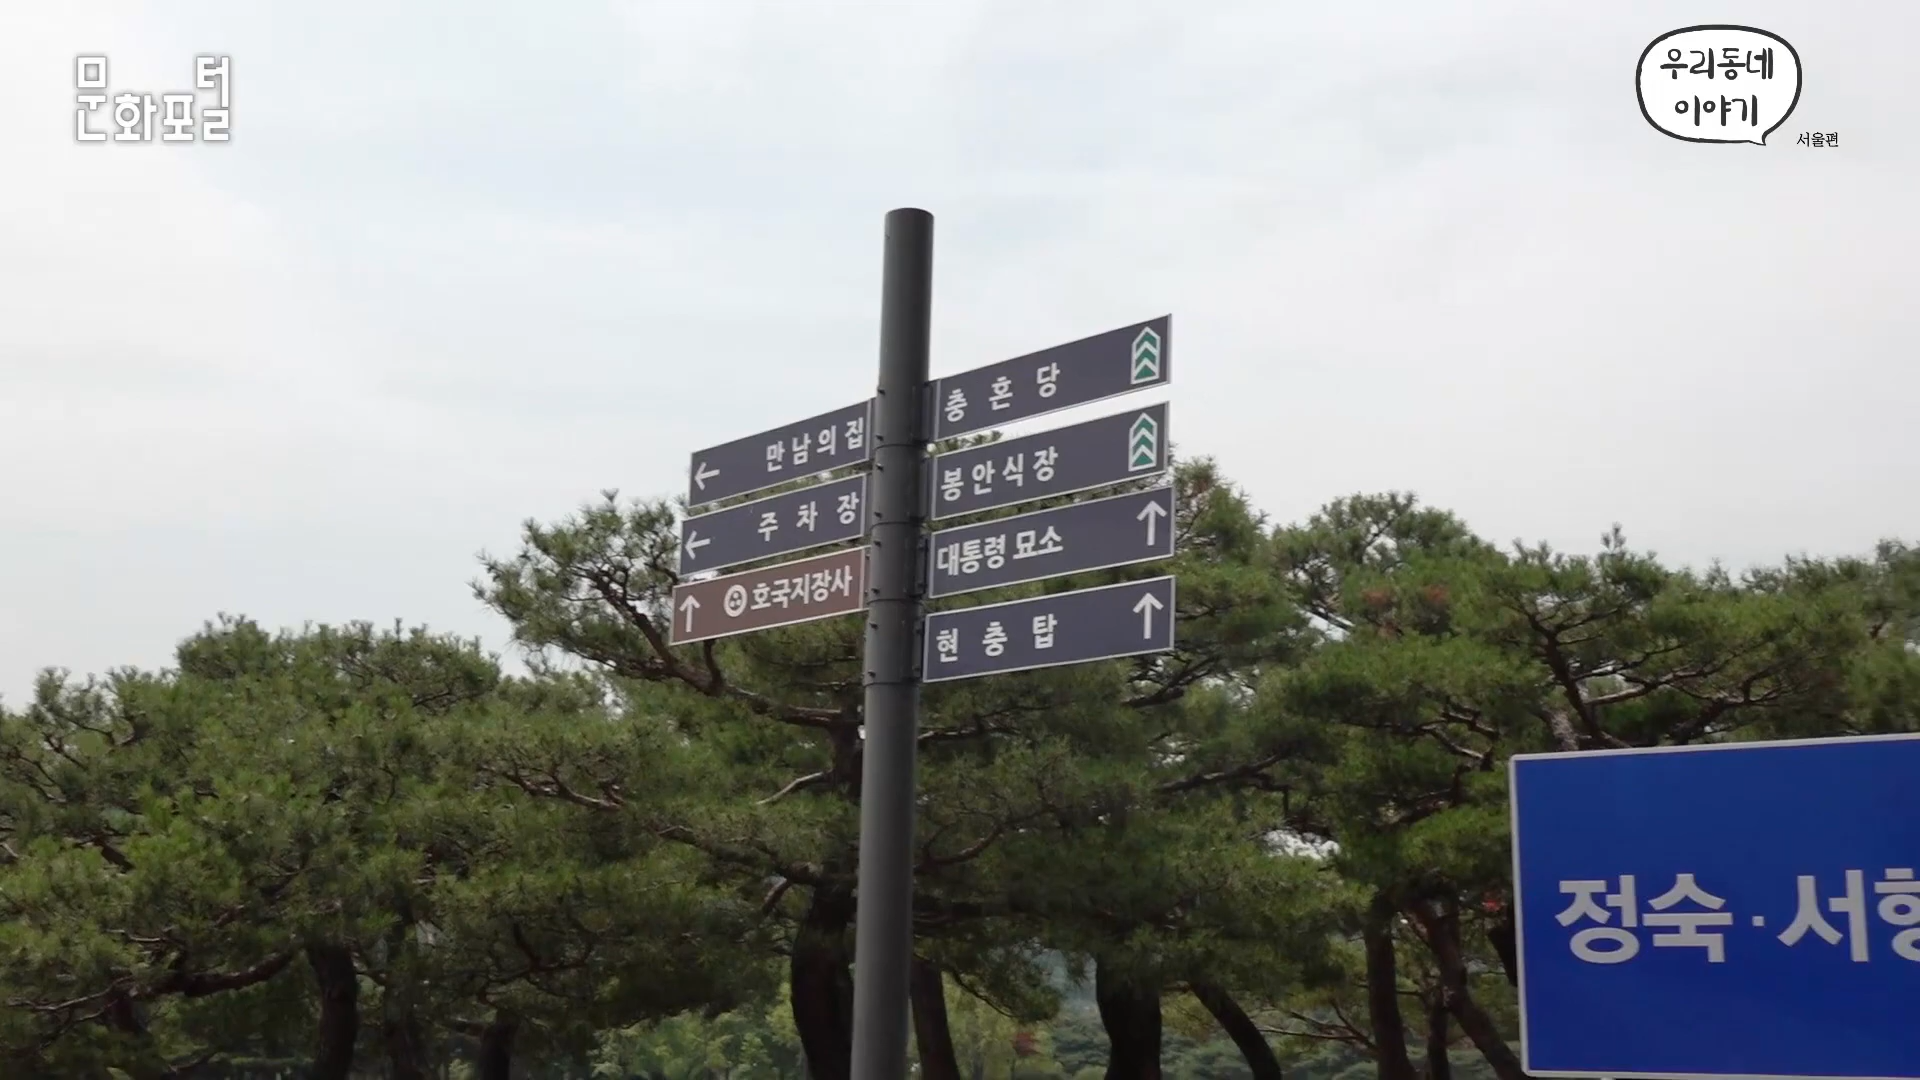 문화포털
우리동네
이야기
서울편
충혼당
만남의집
봉안식장
주차장
대통령 묘소
호국지장사
현충탑
정숙·서행